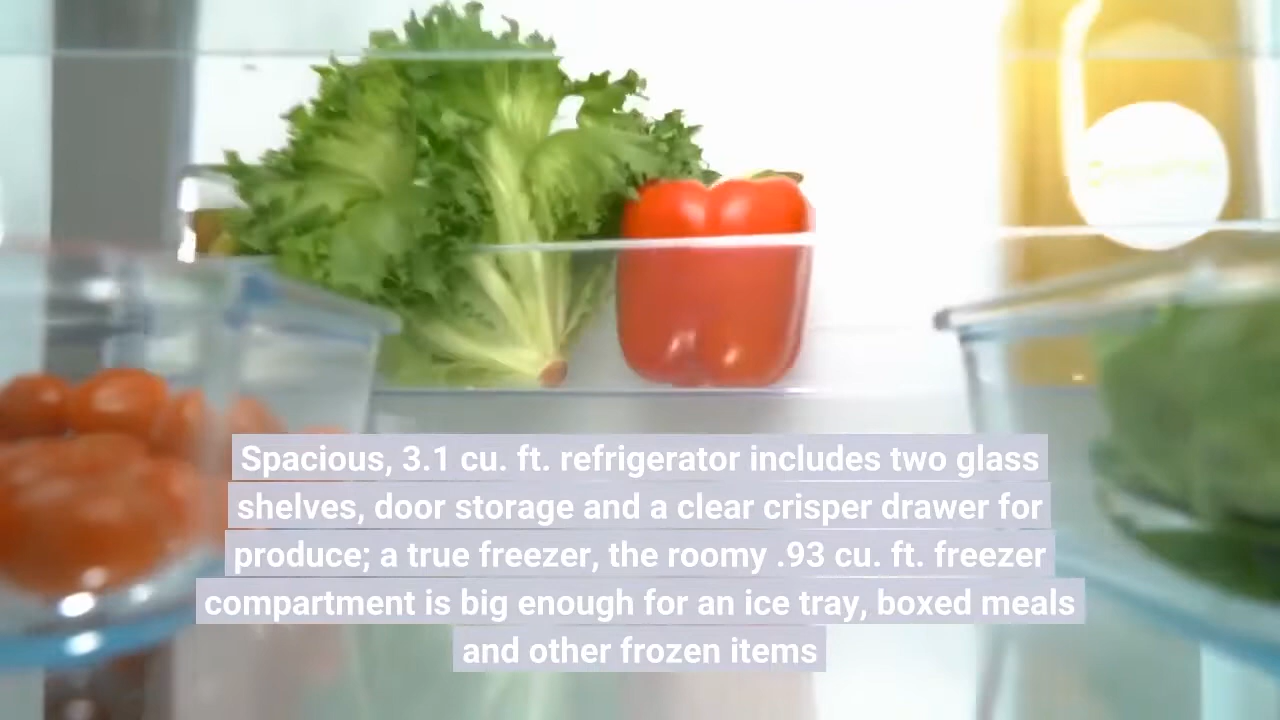 Spacious, 3.1 cu. ft. refrigerator includes two glass
shelves, door storage and a clear crisper drawer for
produce; a true freezer, the roomy .93 cu. ft. freezer
compartment is big enough for an ice tray, boxed meals
and other frozen items